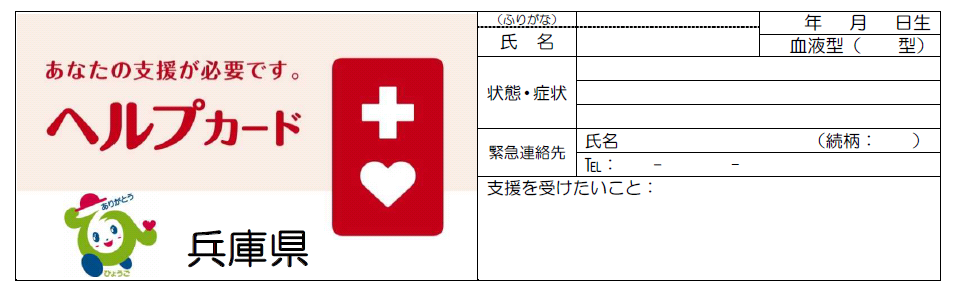 あなたの支援が必要です。
ヘルプカード
ありがとう
ひょうご
兵庫県
(ふりがな)
年 月 日生
氏 名
血液型( 型)
状態・症状
緊急連絡先
氏名 (続柄: )
TEL: - -
支援を受けたいこと: